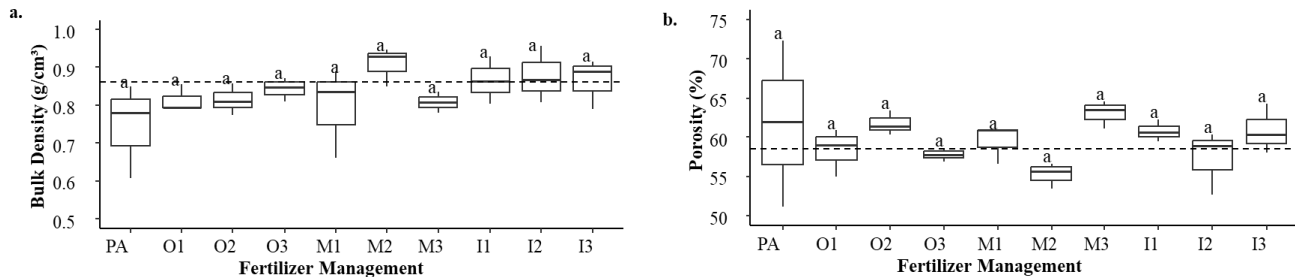 a.
Bulk Density (g/cm³)
1.0
0.9
0.8
0.7
0.6
0.5
a a a a a a a a a a
PA O1 O2 O3 M1 M2 M3 I1 I2 I3
Fertilizer Management
b.
Porosity (%)
75
70
65
60
55
50
a a a a a a a a a a
PA O1 O2 O3 M1 M2 M3 I1 I2 I3
Fertilizer Management